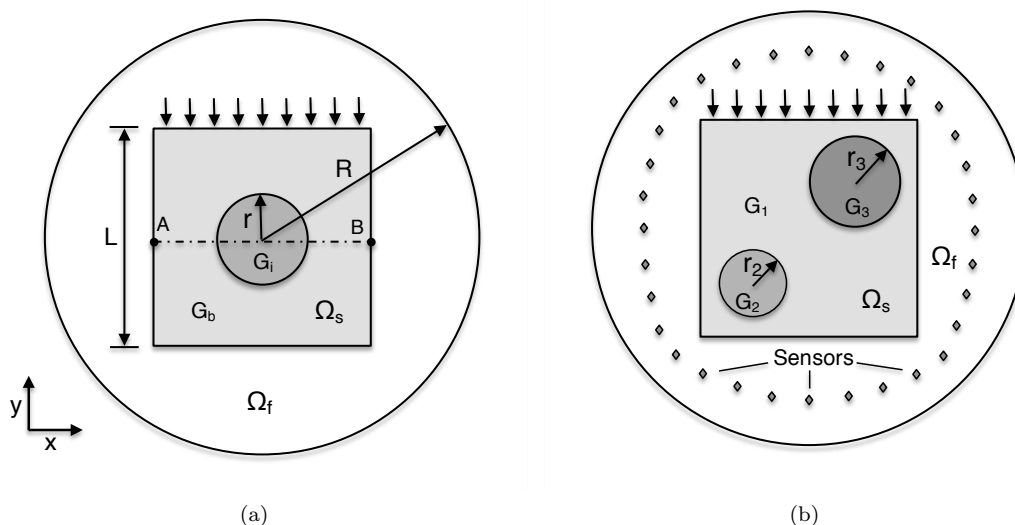 R
r
L
A
B
G_i
G_b
Ω_s
Ω_f
y
x
(a)
r_3
G_1
G_3
r_2
G_2
Ω_f
Ω_s
Sensors
(b)